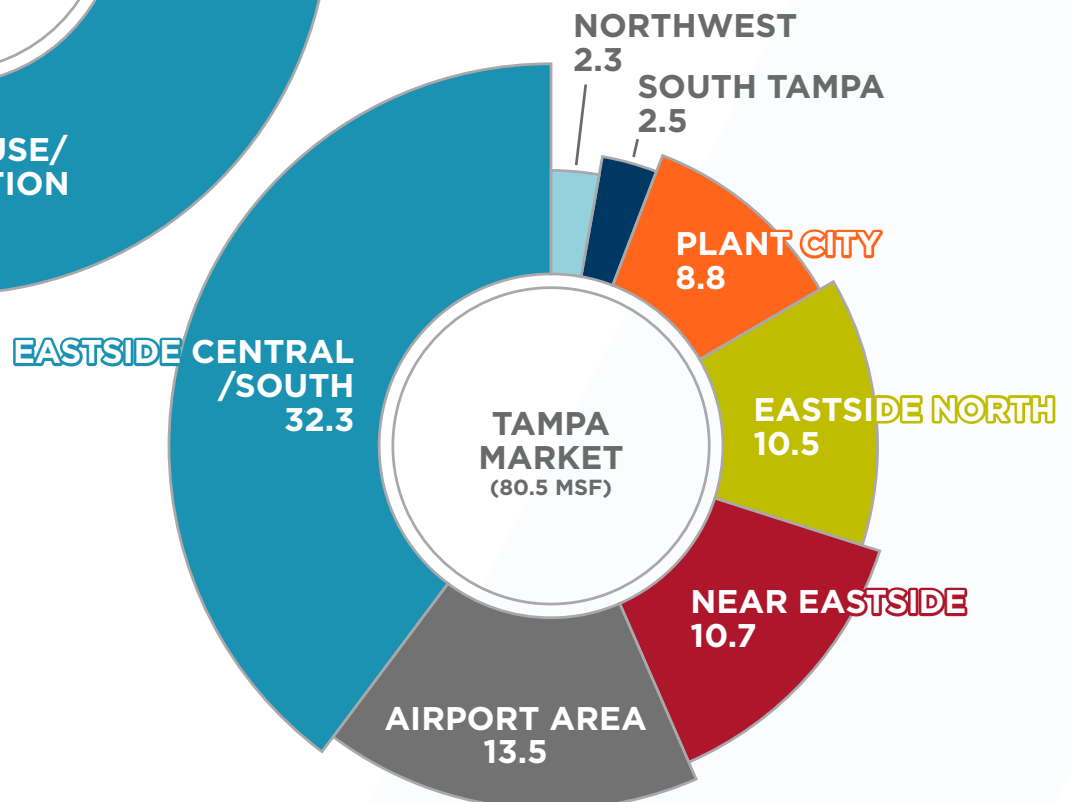 NORTHWEST
2.3
SOUTH TAMPA
2.5
USE/
TION
PLANT CITY
8.8
EASTSIDE CENTRAL
/SOUTH
32.3
TAMPA
MARKET
(80.5 MSF)
EASTSIDE NORTH
10.5
NEAR EASTSIDE
10.7
AIRPORT AREA
13.5